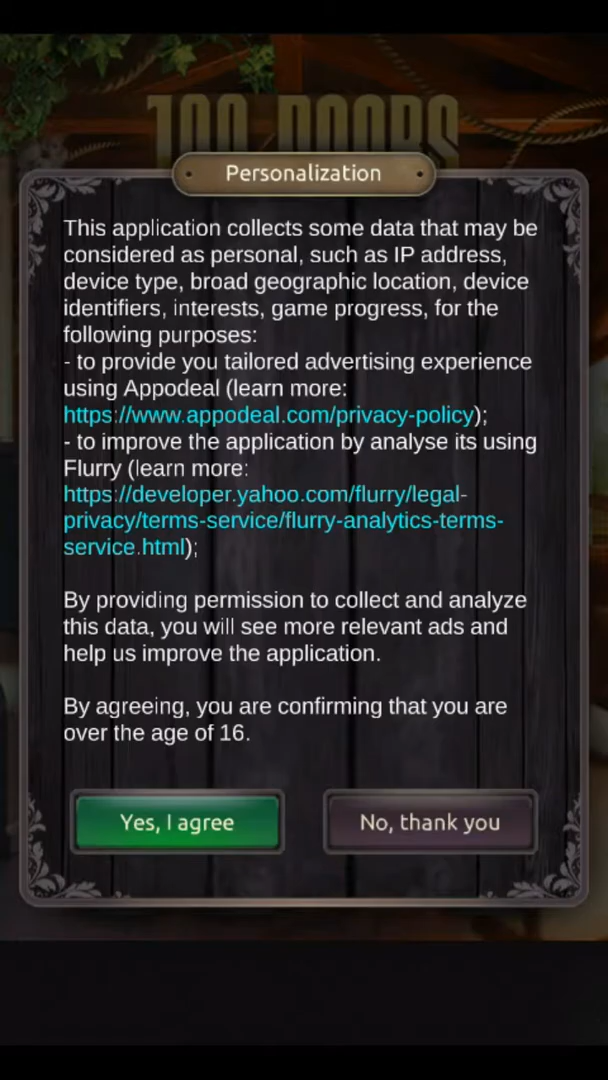 100 DOORS
Personalization
This application collects some data that may be
considered as personal, such as IP address,
device type, broad geographic location, device
identifiers, interests, game progress, for the
following purposes:
- to provide you tailored advertising experience
using Appodeal (learn more:
https://www.appodeal.com/privacy-policy);
- to improve the application by analyse its using
Flurry (learn more:
https://developer.yahoo.com/flurry/legal-
privacy/terms-service/flurry-analytics-terms-
service.html);
By providing permission to collect and analyze
this data, you will see more relevant ads and
help us improve the application.
By agreeing, you are confirming that you are
over the age of 16.
Yes, I agree
No, thank you